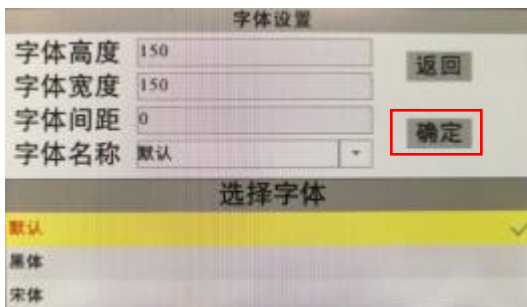 字体设置
字体高度 150
返回
字体宽度 150
字体间距 0
确定
字体名称 默认
选择字体
默认
黑体
宋体